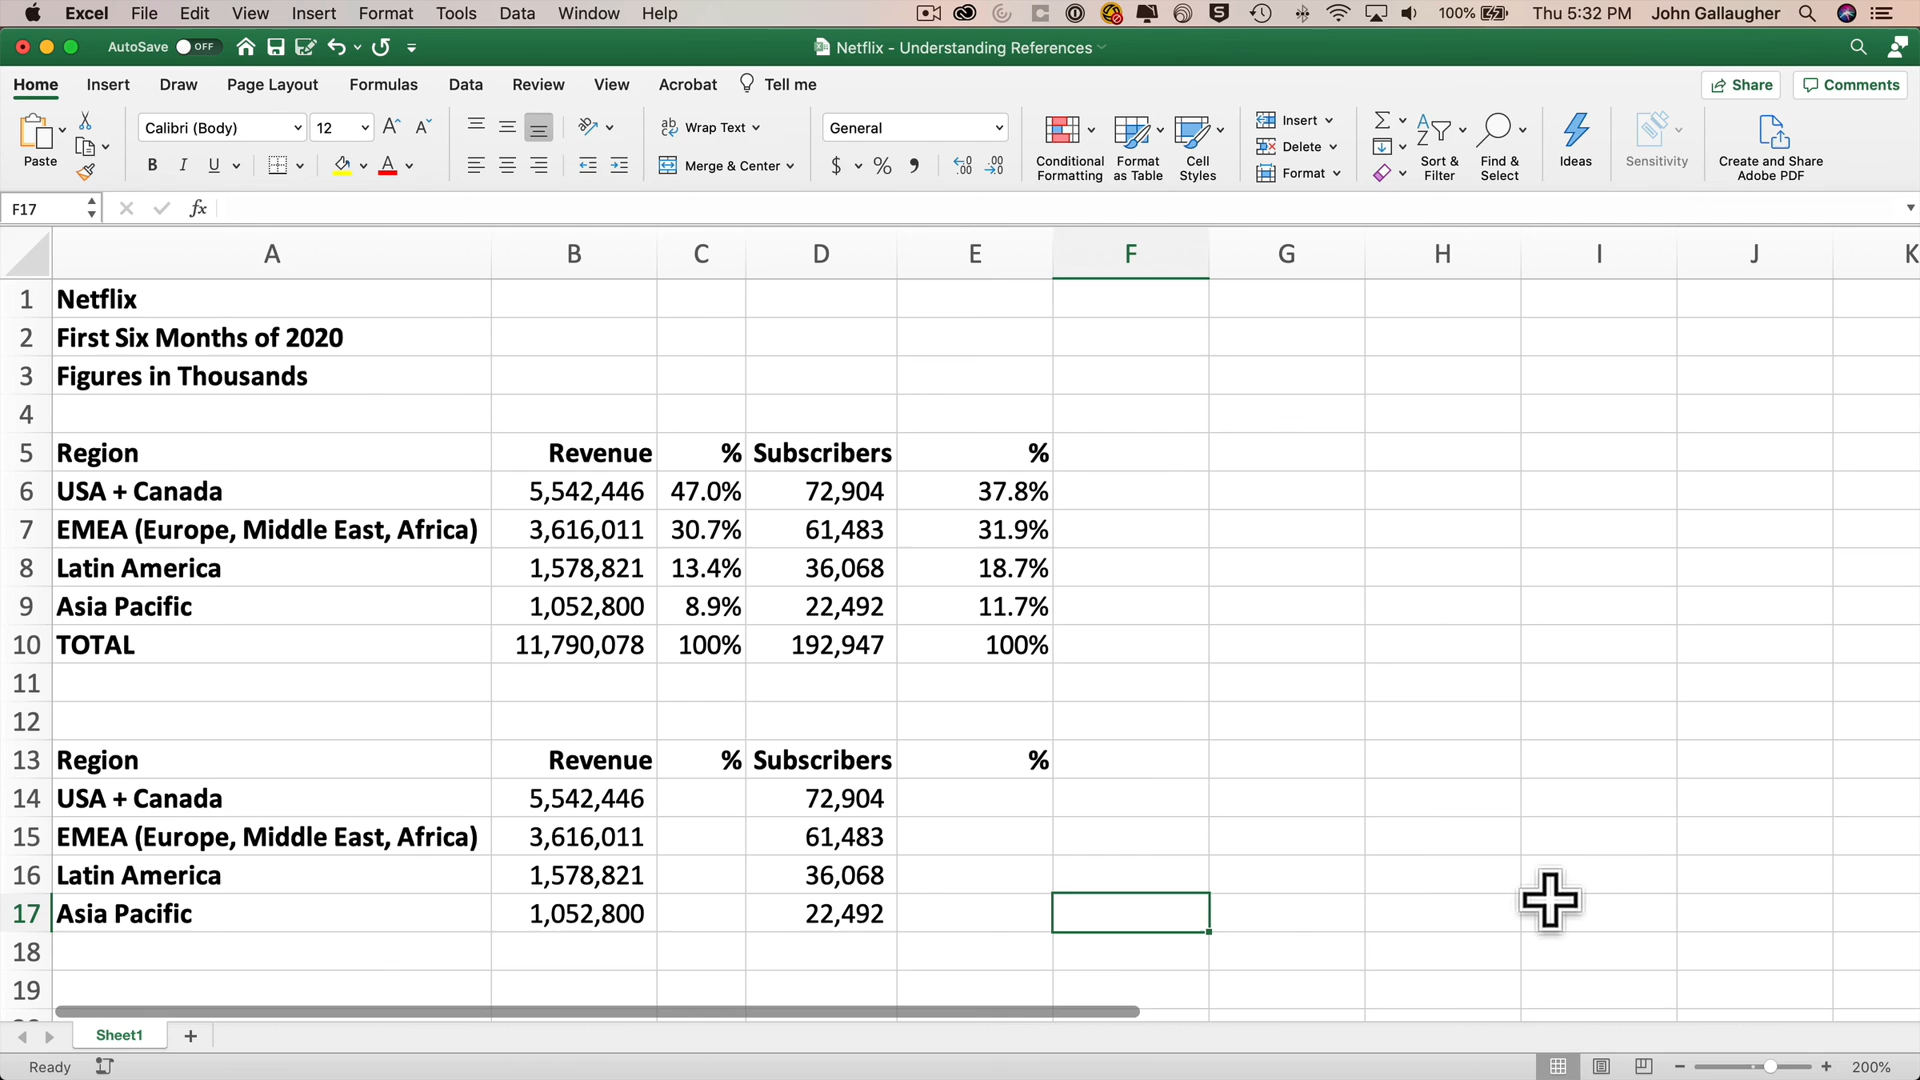 Excel File Edit View Insert Format Tools Data Window Help 100% Thu 5:32 PM John Gallaugher
AutoSave OFF Netflix - Understanding References
Home Insert Draw Page Layout Formulas Data Review View Acrobat Tell me Share Comments
Paste Calibri (Body) 12 Wrap Text General Conditional Formatting Format as Table Cell Styles Insert Sort & Filter Find & Select Ideas Sensitivity Create and Share Adobe PDF
B I U Merge & Center $ % Delete
Format
F17 fx
A B C D E F G H I J K
1 Netflix
2 First Six Months of 2020
3 Figures in Thousands
4
5 Region Revenue % Subscribers %
6 USA + Canada 5,542,446 47.0% 72,904 37.8%
7 EMEA (Europe, Middle East, Africa) 3,616,011 30.7% 61,483 31.9%
8 Latin America 1,578,821 13.4% 36,068 18.7%
9 Asia Pacific 1,052,800 8.9% 22,492 11.7%
10 TOTAL 11,790,078 100% 192,947 100%
11
12
13 Region Revenue % Subscribers %
14 USA + Canada 5,542,446 72,904
15 EMEA (Europe, Middle East, Africa) 3,616,011 61,483
16 Latin America 1,578,821 36,068
17 Asia Pacific 1,052,800 22,492
18
19
Sheet1 +
Ready 200%